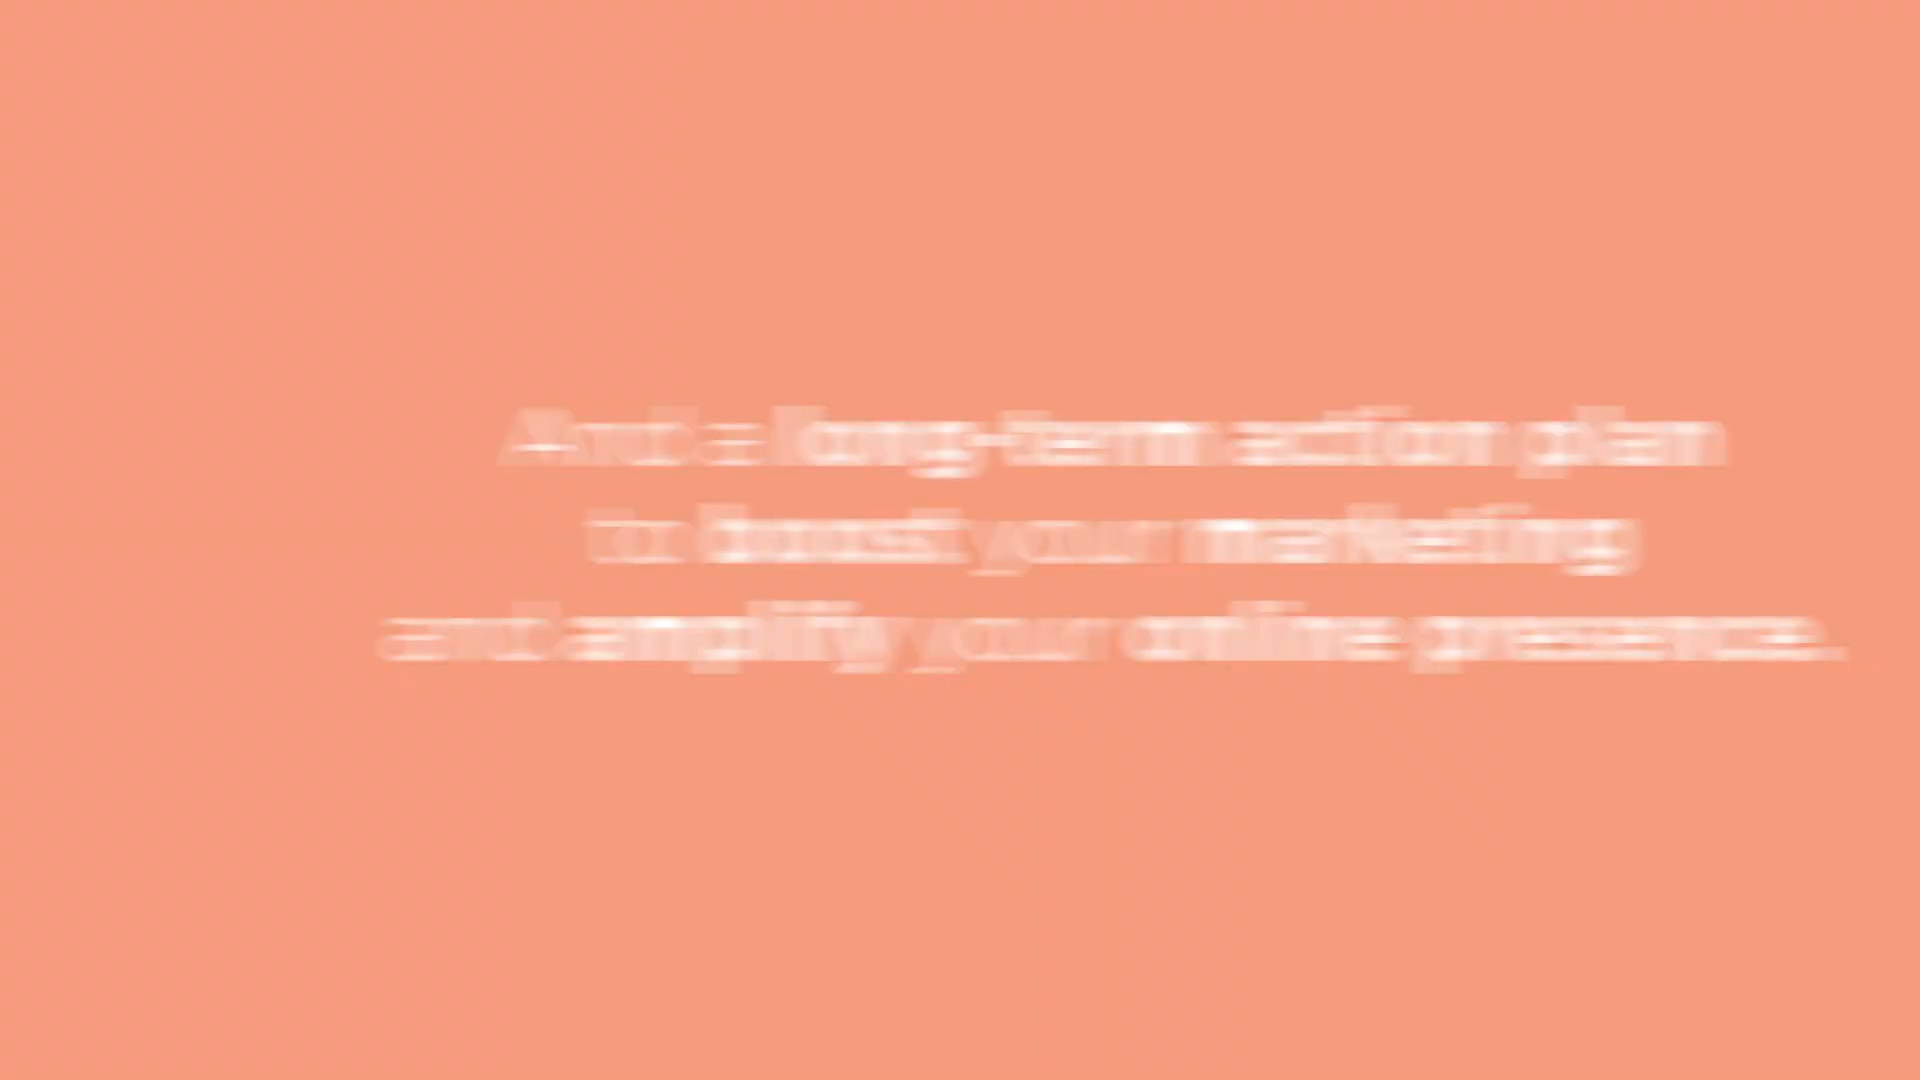 And a long-term action plan
to boost your marketing
and amplify your online presence.